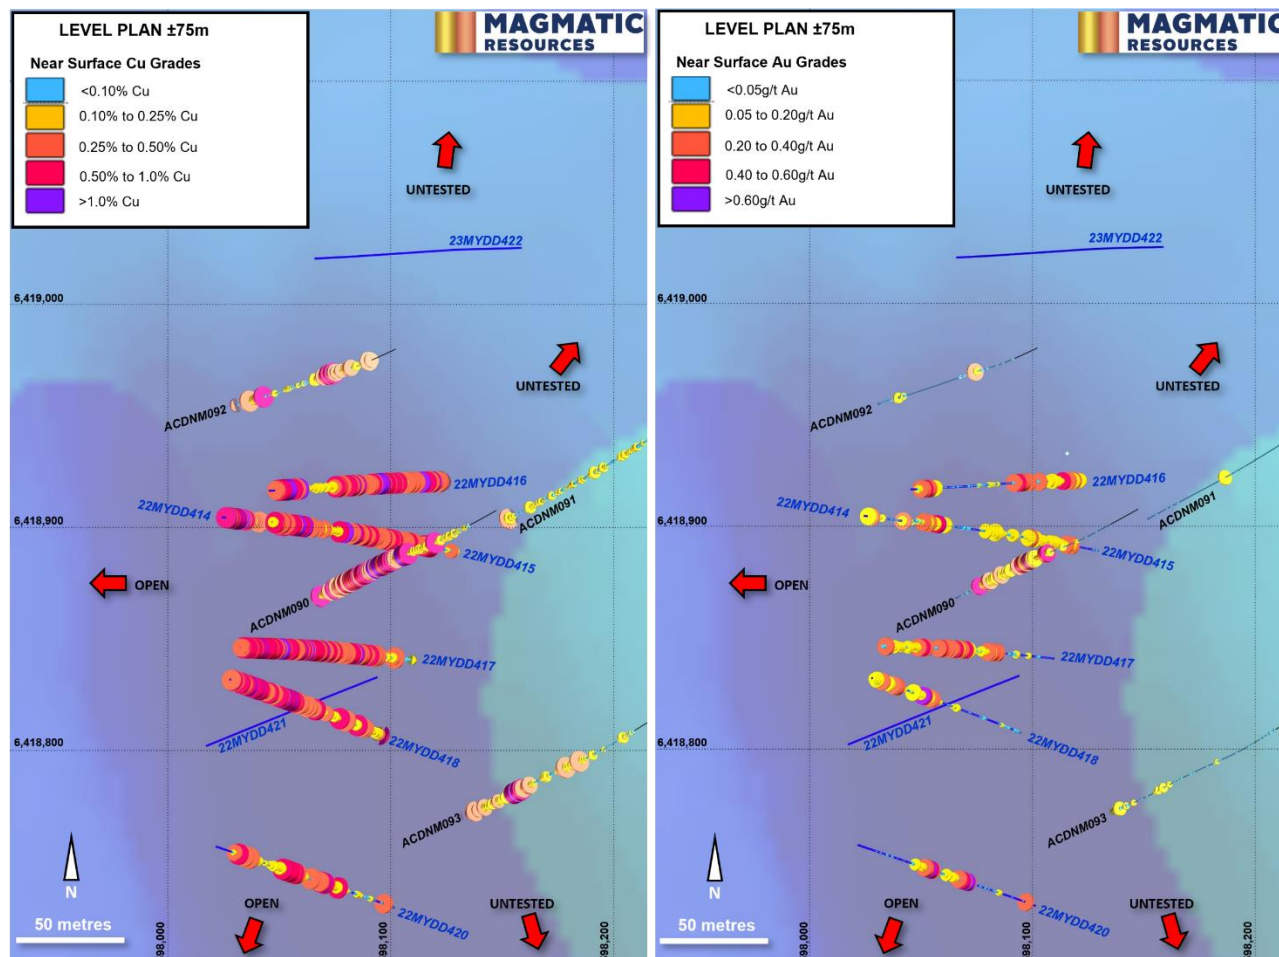 LEVEL PLAN ±75m
MAGMATIC
RESOURCES
Near Surface Cu Grades
<0.10% Cu
0.10% to 0.25% Cu
0.25% to 0.50% Cu
0.50% to 1.0% Cu
>1.0% Cu
UNTESTED
23MYDD422
6,419,000
UNTESTED
ACDNM092
22MYDD416
22MYDD414
ACDNM091
6,418,900
22MYDD415
OPEN
ACDNM090
22MYDD417
22MYDD421
22MYDD418
6,418,800
ACDNM093
N
OPEN
UNTESTED
22MYDD420
50 metres
98,000
98,100
98,200
LEVEL PLAN ±75m
MAGMATIC
RESOURCES
Near Surface Au Grades
<0.05g/t Au
0.05 to 0.20g/t Au
0.20 to 0.40g/t Au
0.40 to 0.60g/t Au
>0.60g/t Au
UNTESTED
23MYDD422
6,419,000
UNTESTED
ACDNM092
22MYDD416
22MYDD414
ACDNM091
6,418,900
22MYDD415
OPEN
ACDNM090
22MYDD417
22MYDD421
22MYDD418
6,418,800
ACDNM093
N
OPEN
UNTESTED
22MYDD420
50 metres
98,000
98,100
98,200